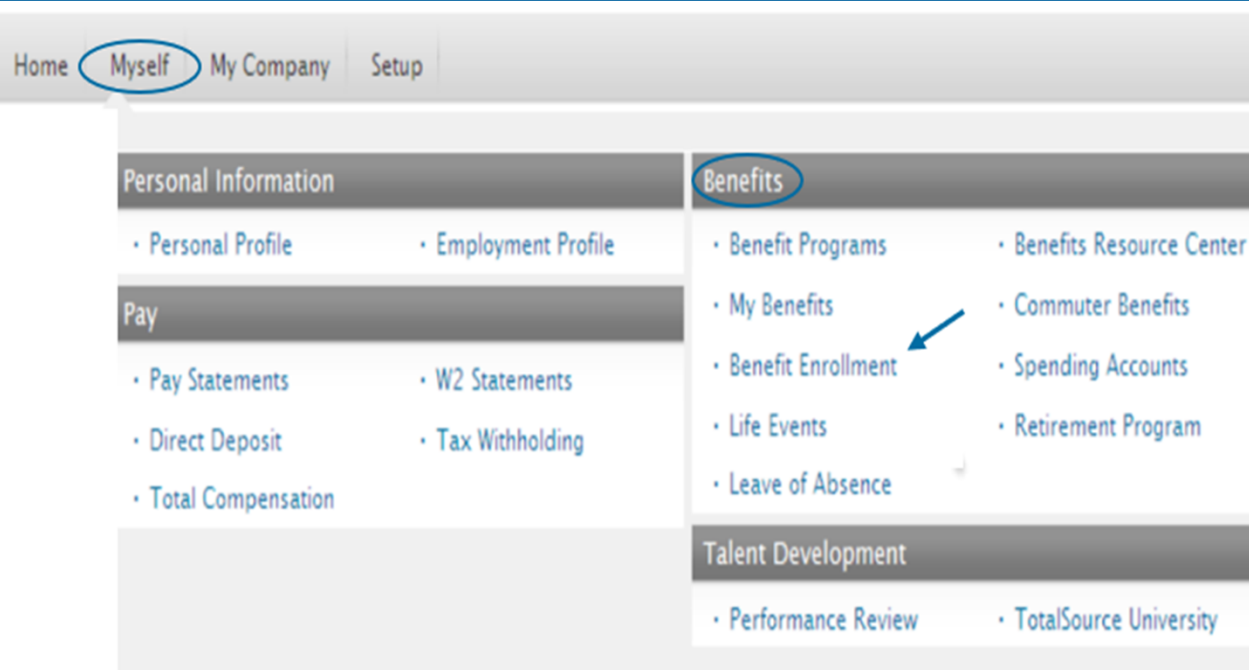 Home Myself My Company Setup
Personal Information
· Personal Profile · Employment Profile
Pay
· Pay Statements · W2 Statements
· Direct Deposit · Tax Withholding
· Total Compensation
Benefits
· Benefit Programs · Benefits Resource Center
· My Benefits · Commuter Benefits
· Benefit Enrollment · Spending Accounts
· Life Events · Retirement Program
· Leave of Absence
Talent Development
· Performance Review · TotalSource University